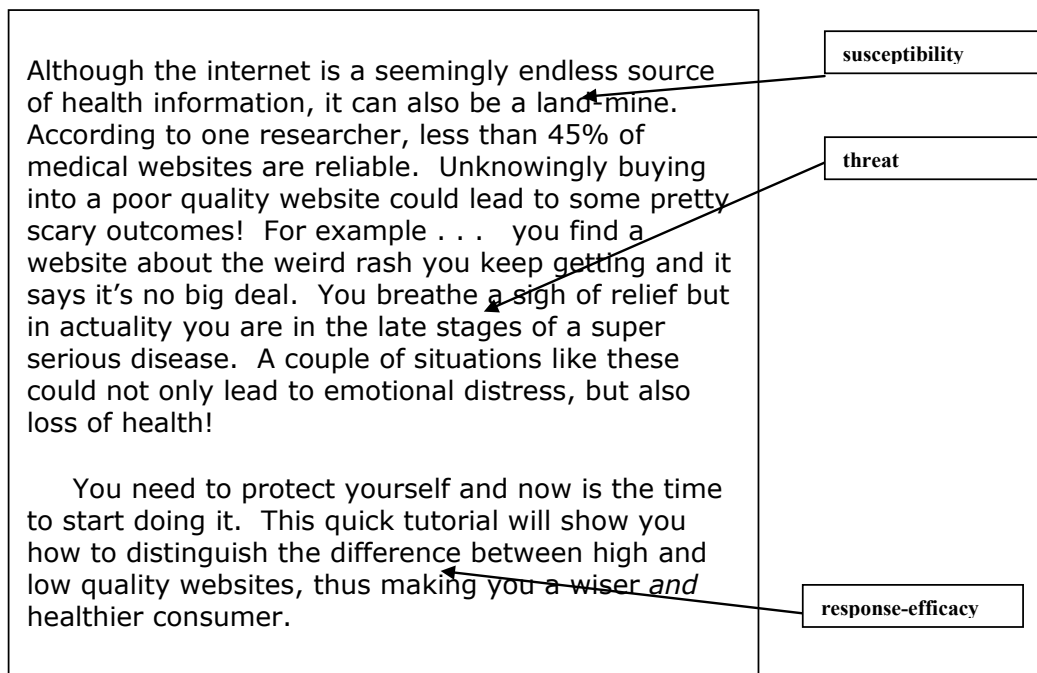 Although the internet is a seemingly endless source
of health information, it can also be a land-mine.
According to one researcher, less than 45% of
medical websites are reliable.  Unknowingly buying
into a poor quality website could lead to some pretty
scary outcomes!  For example . . .   you find a
website about the weird rash you keep getting and it
says it’s no big deal.  You breathe a sigh of relief but
in actuality you are in the late stages of a super
serious disease.  A couple of situations like these
could not only lead to emotional distress, but also
loss of health!
You need to protect yourself and now is the time
to start doing it.  This quick tutorial will show you
how to distinguish the difference between high and
low quality websites, thus making you a wiser and
healthier consumer.
susceptibility
threat
response-efficacy